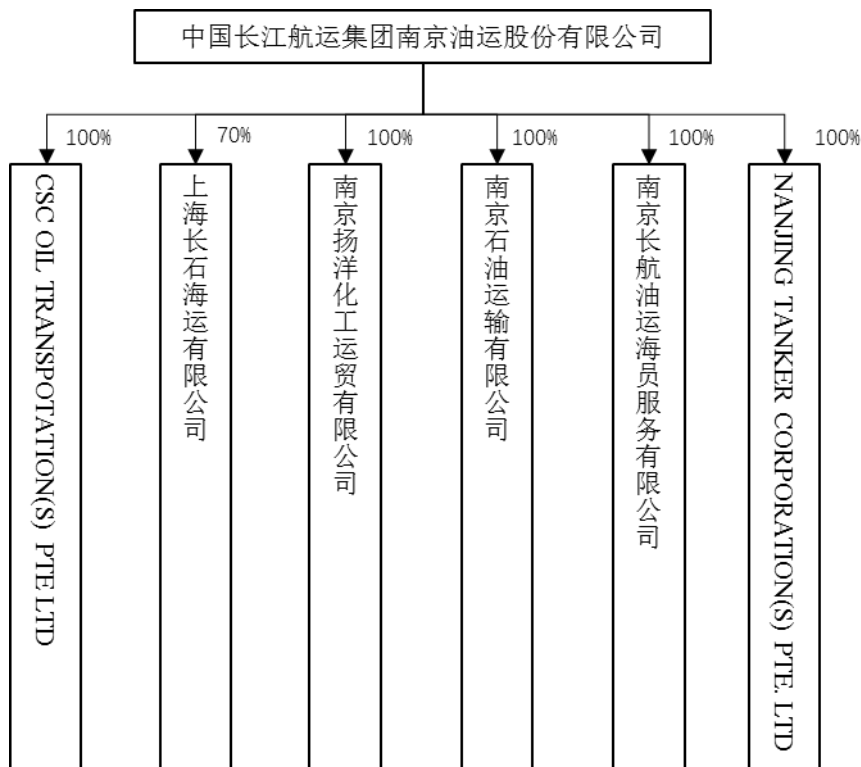 中国长江航运集团南京油运股份有限公司
100%
70%
100%
100%
100%
100%
CSC OIL TRANSPOTATION(S) PTE LTD
上海长石海运有限公司
南京扬洋化工运贸有限公司
南京石油运输有限公司
南京长航油运海员服务有限公司
NANJING TANKER CORPORATION(S) PTE. LTD